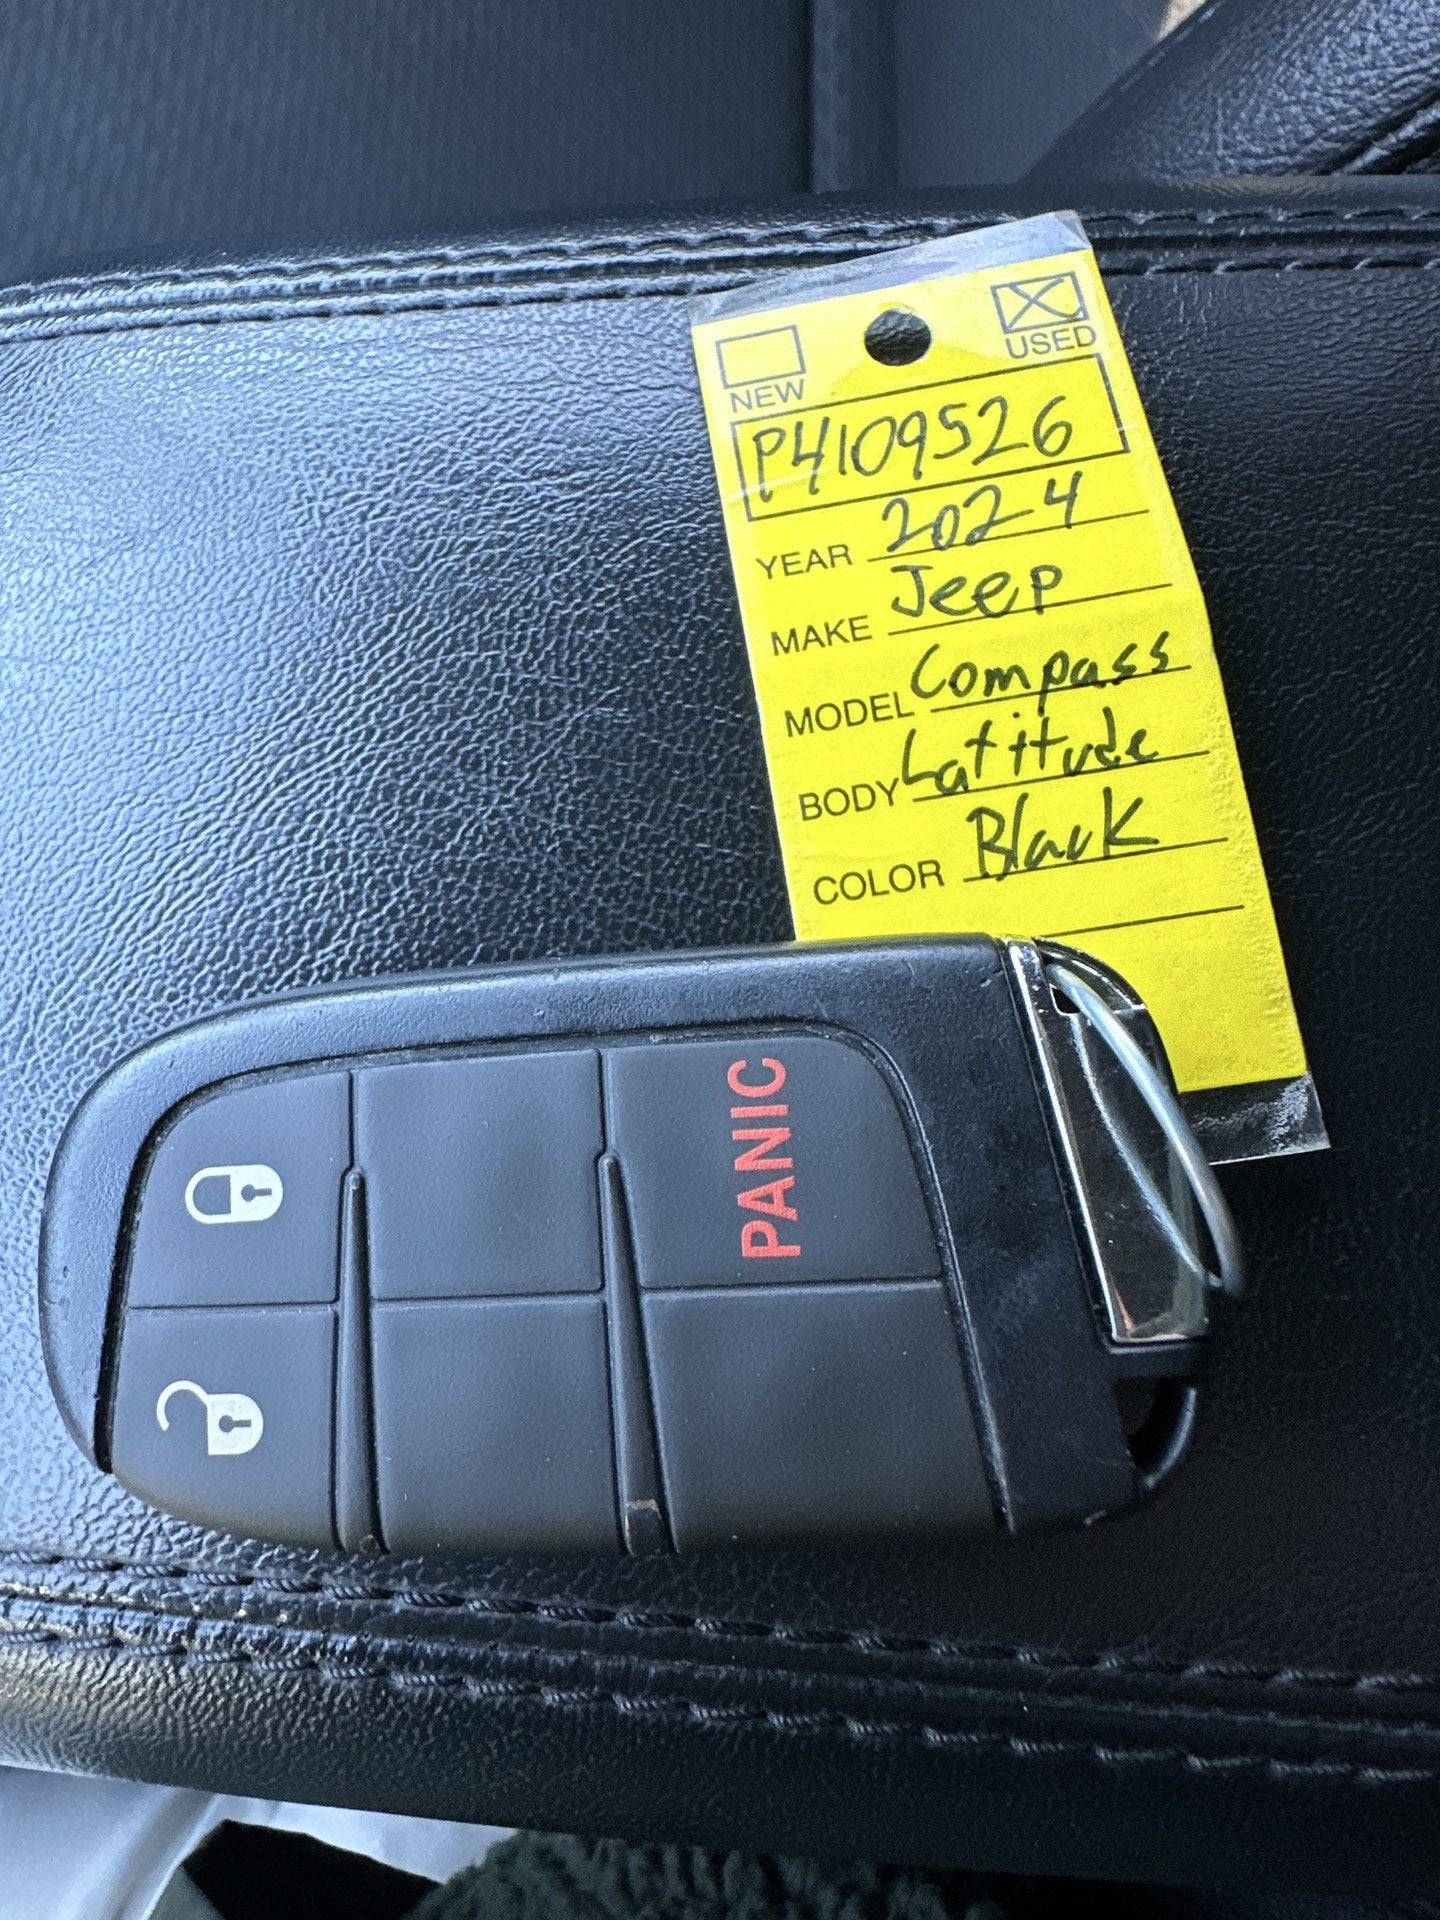 NEW USED
P4109526
YEAR 2024
MAKE Jeep
MODEL Compass
BODY Latitude
COLOR Black
PANIC